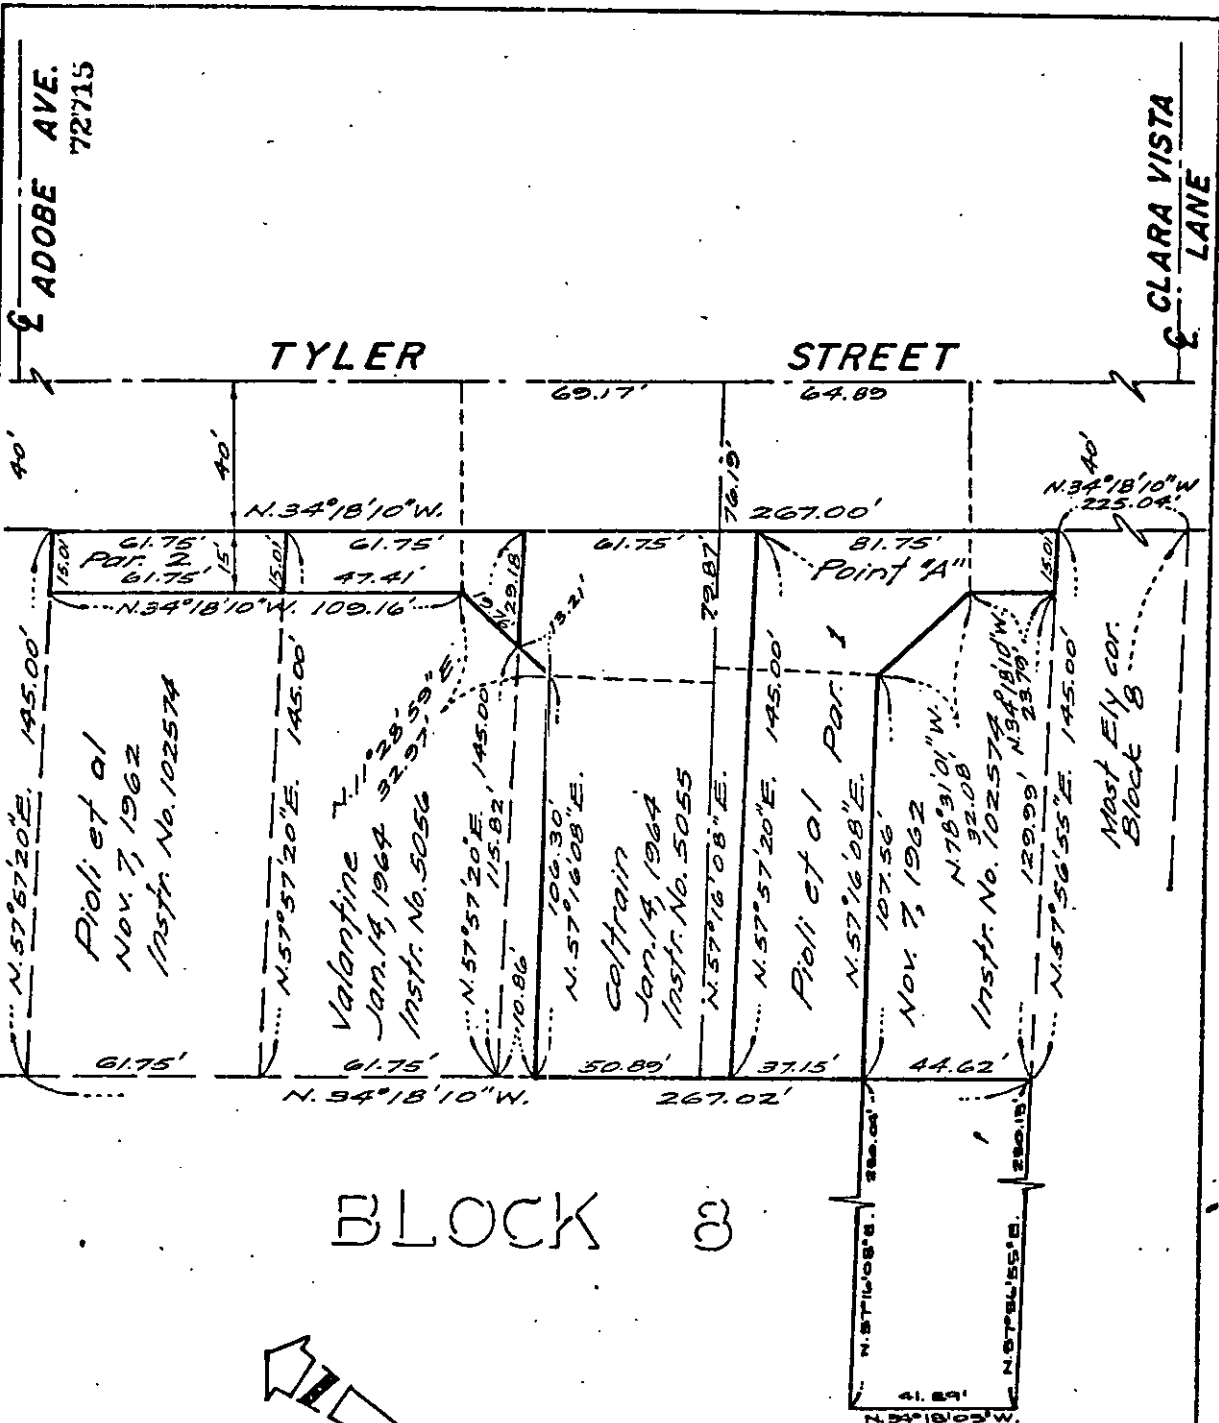 ADOBE AVE.
72715
℄
CLARA VISTA
LANE
℄
TYLER STREET
69.17'
64.89
40'
40'
76.19'
40'
N.34°18'10"W.
267.00'
N.34°18'10"W
225.04'
61.75'
61.75'
61.75'
81.75'
15.01'
Par. 2
15'
15.01'
29.18'
79.87'
Point "A"
15.01'
61.75'
47.41'
13.21'
N.34°18'10"W. 109.16'
N.57°57'20"E. 145.00'
Pioli et al
Nov. 7, 1962
Instr. No. 102574
N.57°57'20"E. 145.00'
Valantine
Jan. 14, 1964
Instr. No. 5056
32.97'
N.57°57'20"E. 145.00'
115.82'
10.86'
106.30'
N.57°16'08"E.
Coltrain
Jan. 14, 1964
Instr. No. 5055
N.57°16'08"E.
N.57°57'20"E. 145.00'
Pioli et al Par. 1
N.57°16'08"E.
107.56'
Nov. 7, 1962
N.78°31'01"W.
32.08'
Instr. No. 102574
N.34°18'10"W.
23.79'
129.99'
N.57°56'55"E. 145.00'
Most Ely cor.
Block 8
61.75'
61.75'
50.89'
37.15'
44.62'
N.34°18'10"W.
267.02'
BLOCK 8
N.57°16'08"E.
N.57°56'55"E.
280.15'
41.89'
N.34°18'05"W.